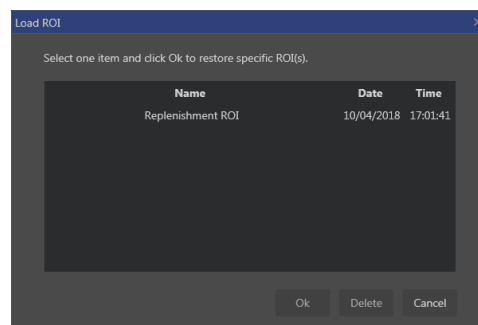 Load ROI
Select one item and click Ok to restore specific ROI(s).
Name Date Time
Replenishment ROI 10/04/2018 17:01:41
Ok Delete Cancel